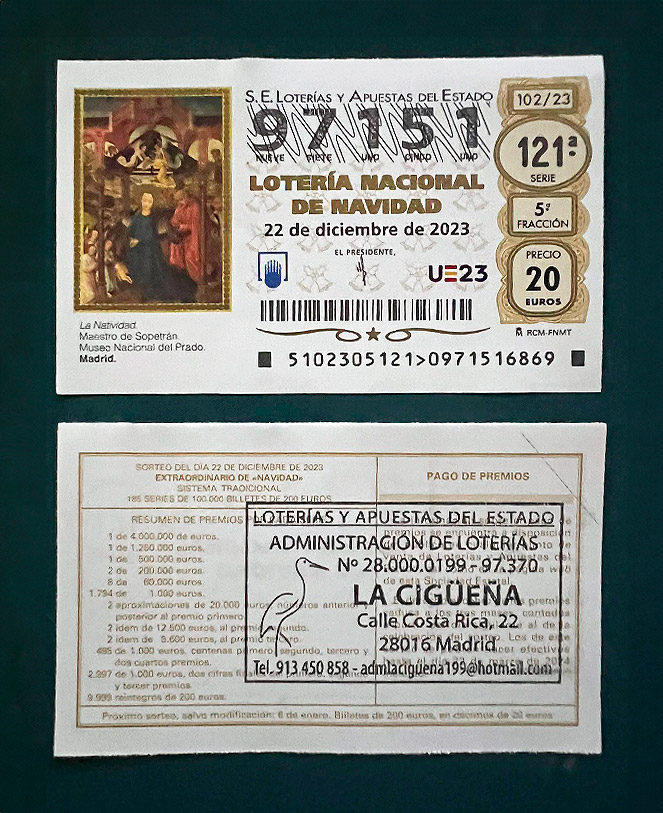 S.E. LOTERÍAS Y APUESTAS DEL ESTADO
97151
NUEVE SIETE UNO CINCO UNO
LOTERÍA NACIONAL
DE NAVIDAD
22 de diciembre de 2023
EL PRESIDENTE,
UE23
102/23
121ª
SERIE
5ª
FRACCIÓN
PRECIO
20
EUROS
RCM-FNMT
La Natividad.
Maestro de Sopetrán.
Museo Nacional del Prado.
Madrid.
5102305121>0971516869
SORTEO DEL DÍA 22 DE DICIEMBRE DE 2023
EXTRAORDINARIO DE «NAVIDAD»
SISTEMA TRADICIONAL
185 SERIES DE 100.000 BILLETES DE 200 EUROS
RESUMEN DE PREMIOS
1 de 4.000.000 de euros.
1 de 1.250.000 euros.
1 de 500.000 euros.
2 de 200.000 euros.
8 de 60.000 euros.
1.794 de 1.000 euros.
2 aproximaciones de 20.000 euros, números anterior y
posterior al premio primero.
2 ídem de 12.500 euros, al premio segundo.
2 ídem de 9.600 euros, al premio tercero.
495 de 1.000 euros, centenas primero, segundo, tercero y
dos cuartos premios.
2.997 de 1.000 euros, dos cifras finales
y tercer premios.
9.999 reintegros de 200 euros.
PAGO DE PREMIOS
de esta Sociedad Estatal.
LOTERÍAS Y APUESTAS DEL ESTADO
ADMINISTRACIÓN DE LOTERÍAS
Nº 28.000.0199 - 97.370
LA CIGÜEÑA
Calle Costa Rica, 22
28016 Madrid
Tel. 913 450 858 - admlaciguena199@hotmail.com
Próximo sorteo, salvo modificación: 6 de enero. Billetes de 200 euros, en décimos de 20 euros